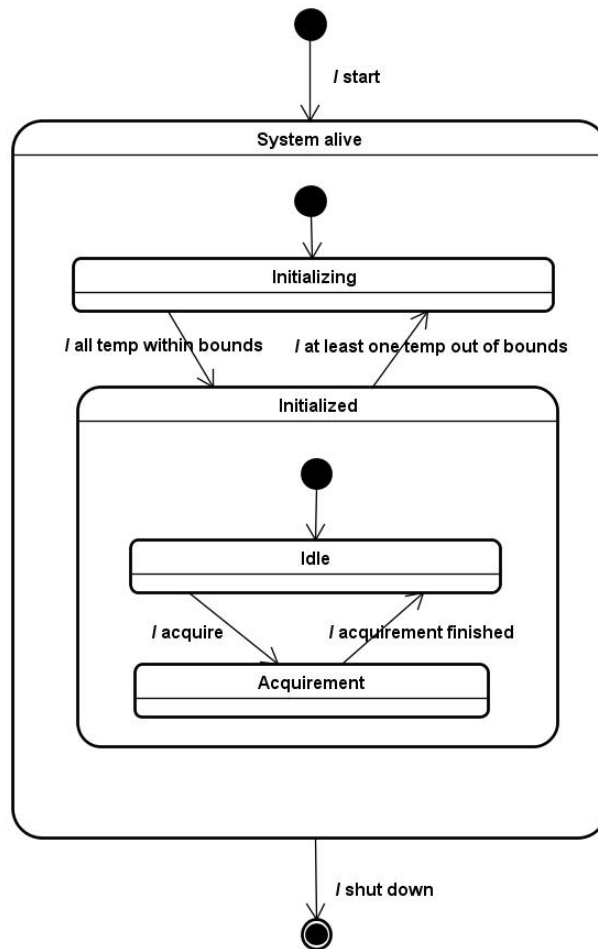 / start
System alive
Initializing
/ all temp within bounds
/ at least one temp out of bounds
Initialized
Idle
/ acquire
/ acquirement finished
Acquirement
/ shut down